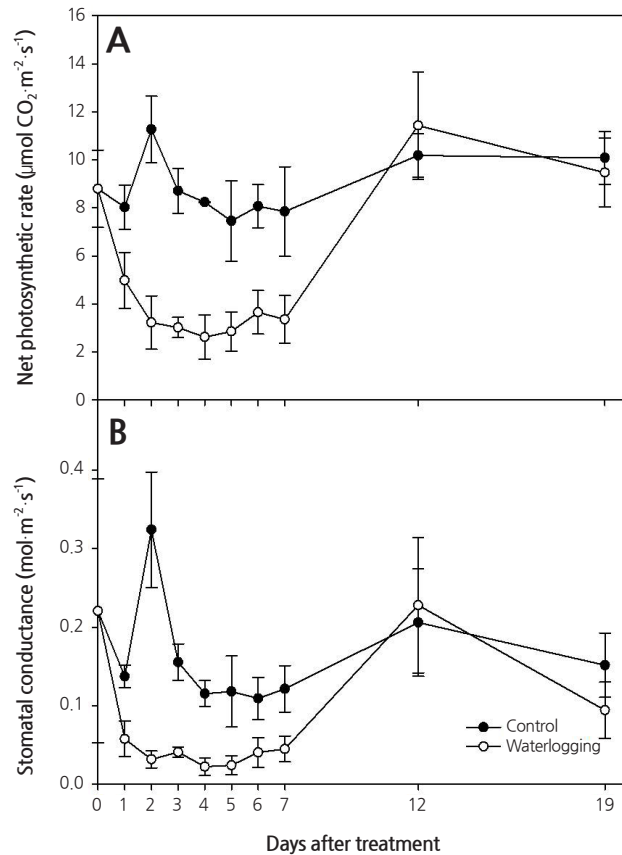 A
Net photosynthetic rate (μmol CO₂·m⁻²·s⁻¹)
16
14
12
10
8
6
4
2
0
B
Stomatal conductance (mol·m⁻²·s⁻¹)
0.4
0.3
0.2
0.1
0.0
Control
Waterlogging
0 1 2 3 4 5 6 7 12 19
Days after treatment